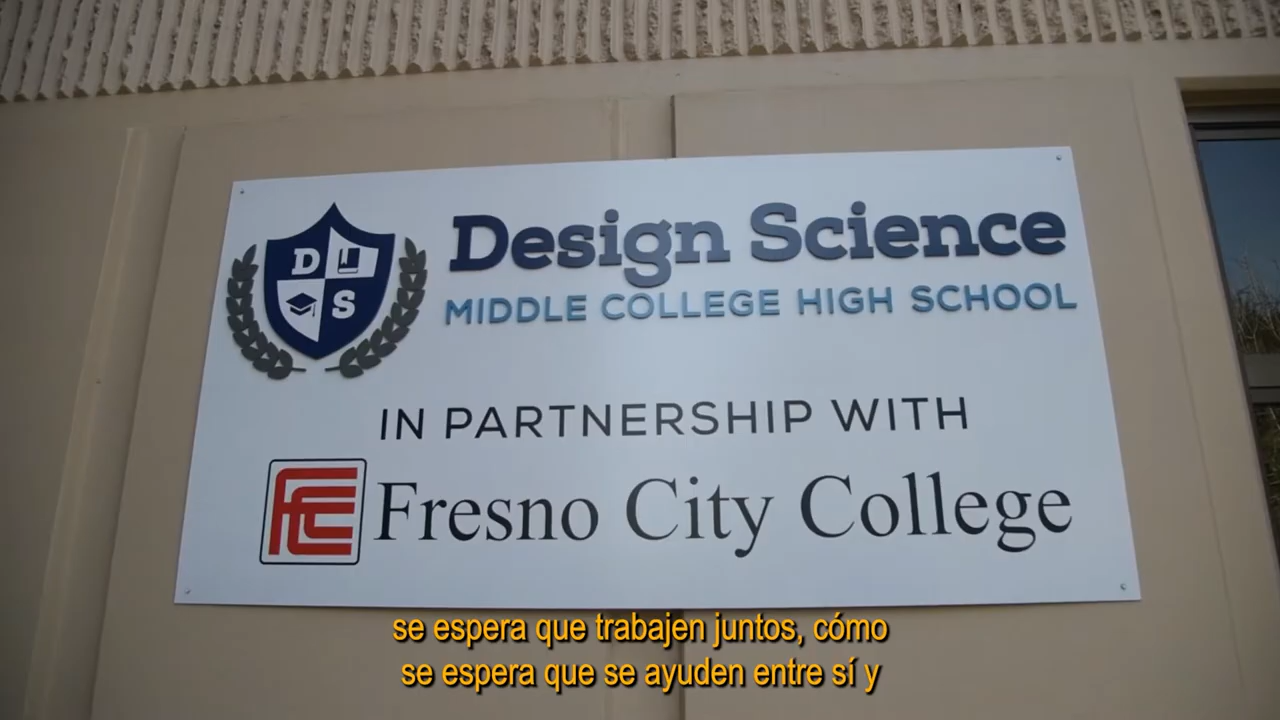 D
S
Design Science
MIDDLE COLLEGE HIGH SCHOOL
IN PARTNERSHIP WITH
FCC
Fresno City College
se espera que trabajen juntos, cómo
se espera que se ayuden entre sí y